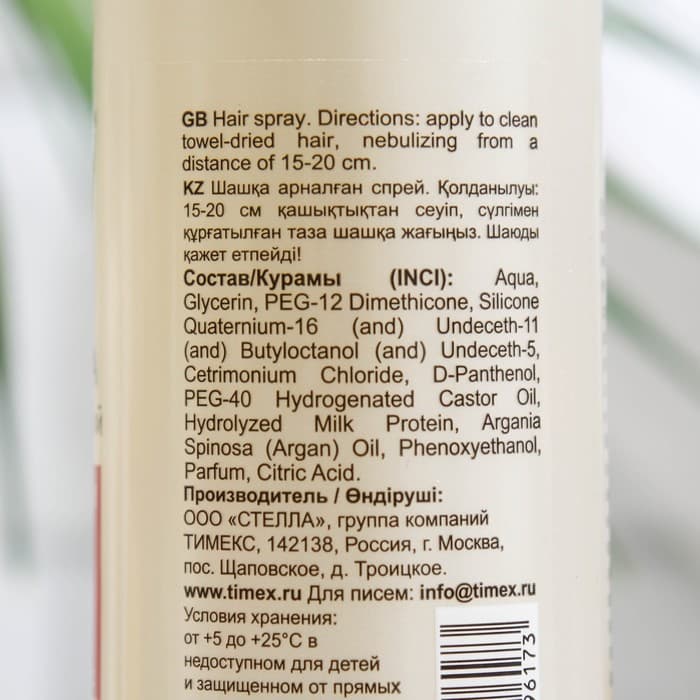 GB Hair spray. Directions: apply to clean
towel-dried hair, nebulizing from a
distance of 15-20 cm.
KZ Шашқа арналған спрей. Қолданылуы:
15-20 см қашықтықтан сеуіп, сүлгімен
құрғатылған таза шашқа жағыңыз. Шаюды
қажет етпейді!
Состав/Курамы (INCI): Aqua,
Glycerin, PEG-12 Dimethicone, Silicone
Quaternium-16 (and) Undeceth-11
(and) Butyloctanol (and) Undeceth-5,
Cetrimonium Chloride, D-Panthenol,
PEG-40 Hydrogenated Castor Oil,
Hydrolyzed Milk Protein, Argania
Spinosa (Argan) Oil, Phenoxyethanol,
Parfum, Citric Acid.
Производитель / Өндіруші:
ООО «СТЕЛЛА», группа компаний
ТИМЕКС, 142138, Россия, г. Москва,
пос. Щаповское, д. Троицкое.
www.timex.ru Для писем: info@timex.ru
Условия хранения:
от +5 до +25°С в
недоступном для детей
и защищенном от прямых